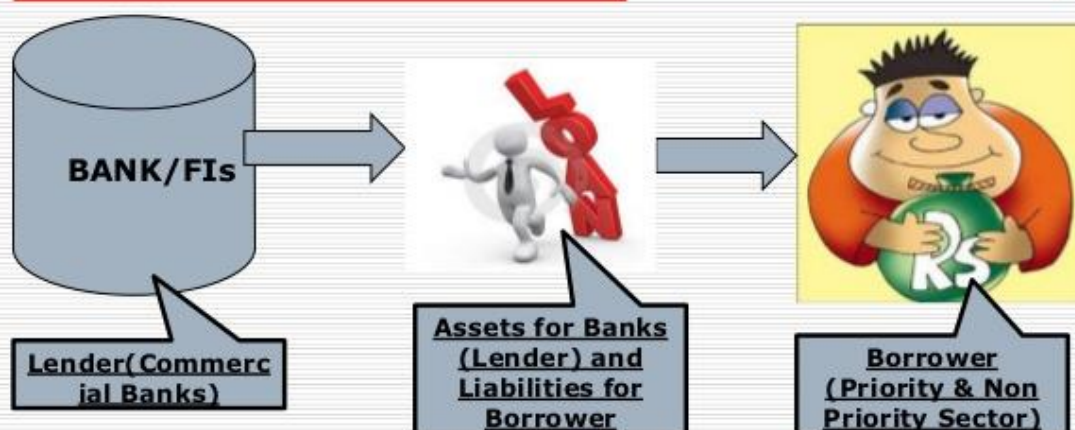 BANK/FIs
LOAN
Rs
Lender(Commerc
ial Banks)
Assets for Banks
(Lender) and
Liabilities for
Borrower
Borrower
(Priority & Non
Priority Sector)